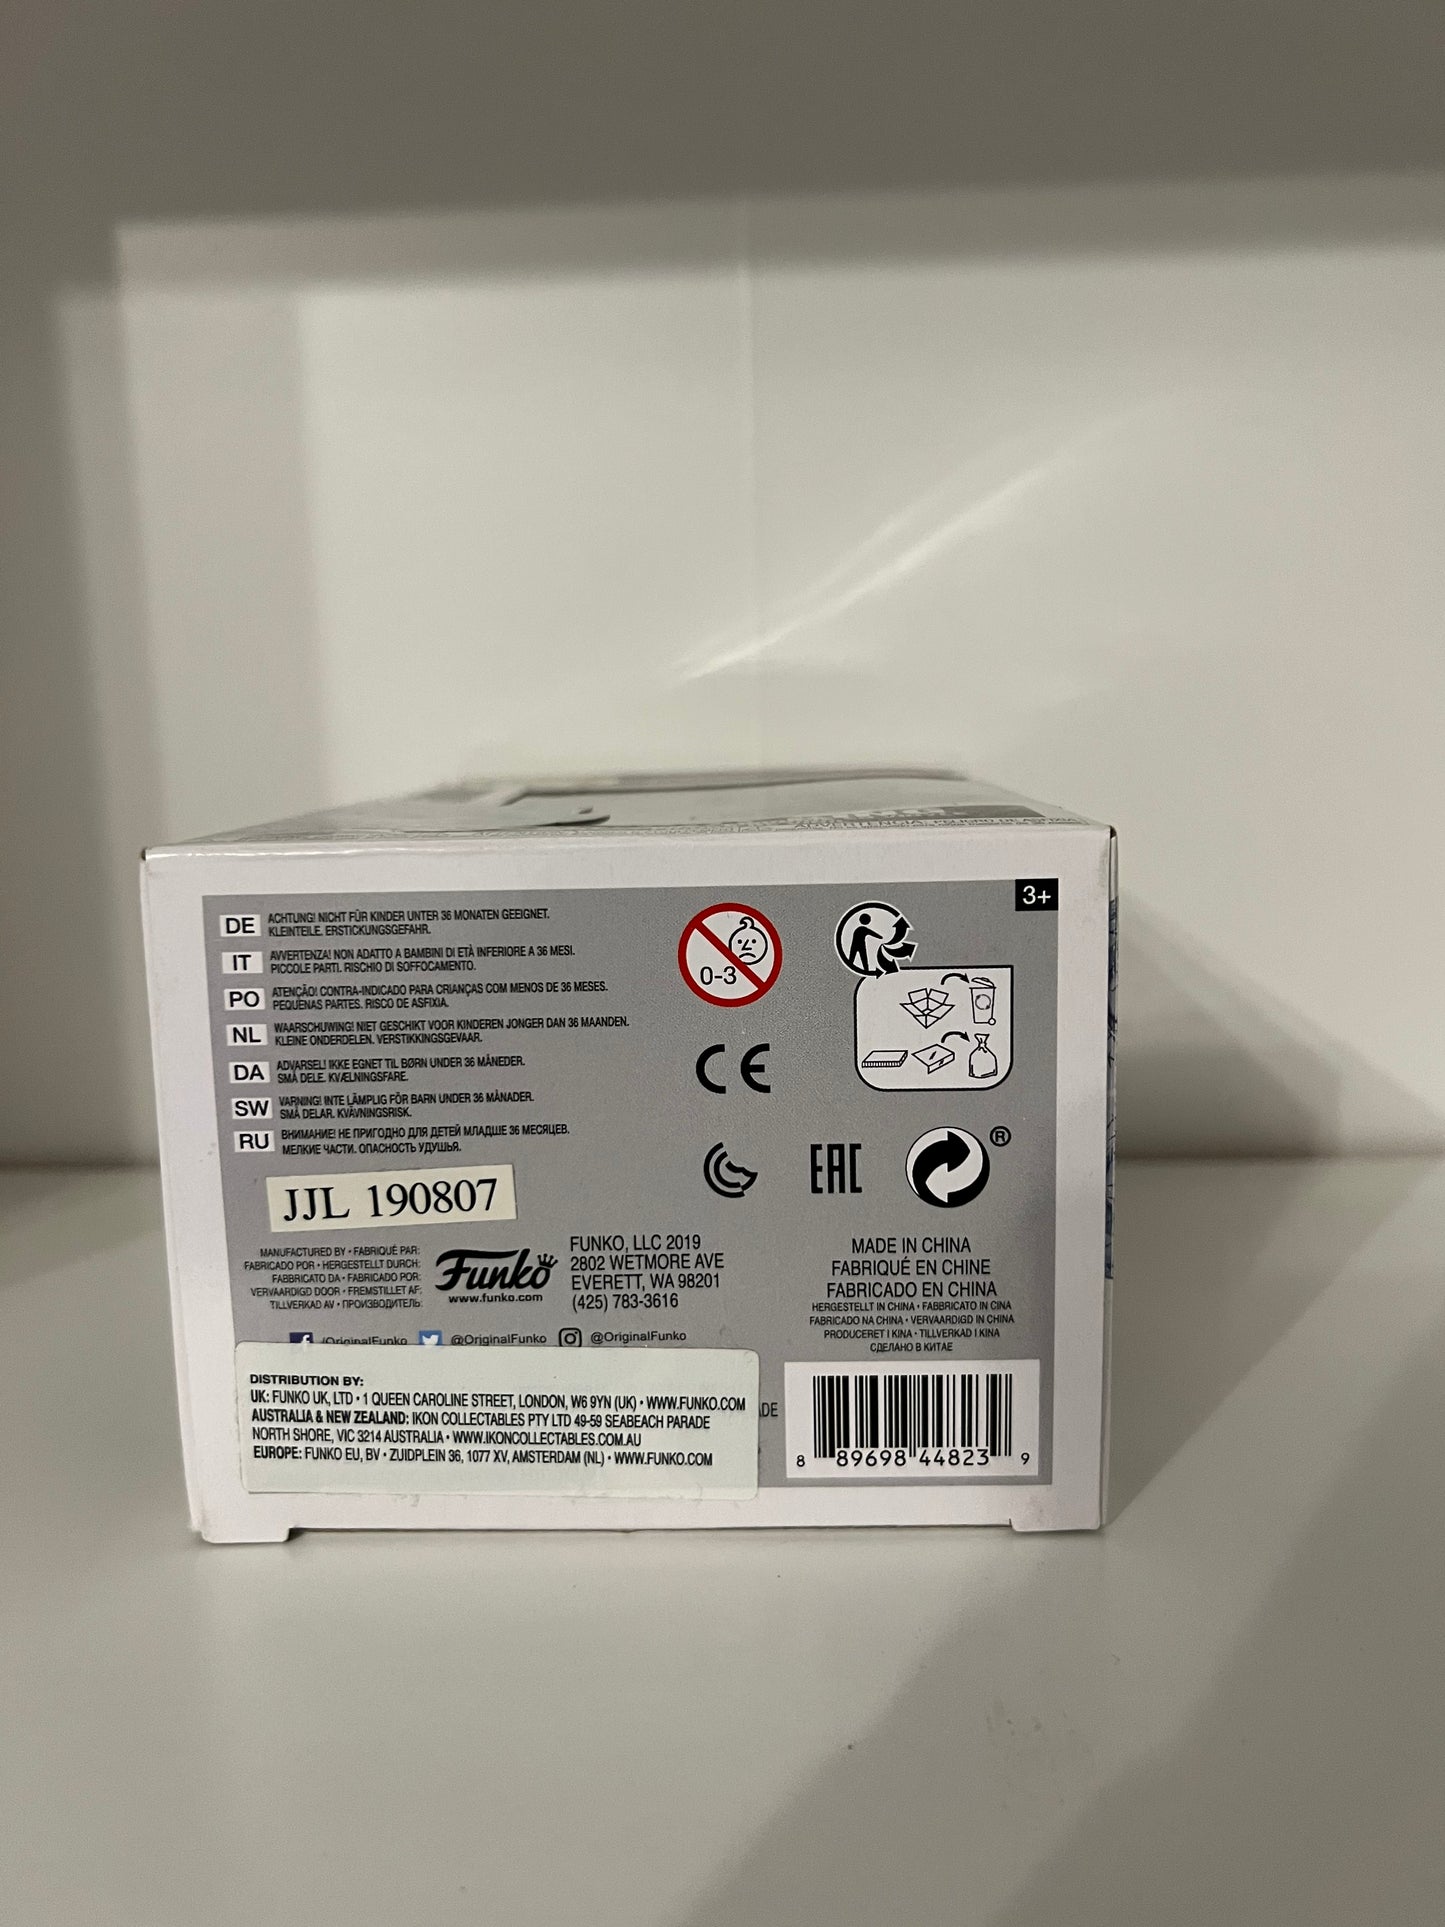 3+
DE ACHTUNG! NICHT FÜR KINDER UNTER 36 MONATEN GEEIGNET.
KLEINTEILE. ERSTICKUNGSGEFAHR.
IT AVVERTENZA! NON ADATTO A BAMBINI DI ETÀ INFERIORE A 36 MESI.
PICCOLE PARTI. RISCHIO DI SOFFOCAMENTO.
PO ATENÇÃO! CONTRA-INDICADO PARA CRIANÇAS COM MENOS DE 36 MESES.
PEQUENAS PARTES. RISCO DE ASFIXIA.
NL WAARSCHUWING! NIET GESCHIKT VOOR KINDEREN JONGER DAN 36 MAANDEN.
KLEINE ONDERDELEN. VERSTIKKINGSGEVAAR.
DA ADVARSEL! IKKE EGNET TIL BØRN UNDER 36 MÅNEDER.
SMÅ DELE. KVÆLNINGSFARE.
SW VARNING! INTE LÄMPLIG FÖR BARN UNDER 36 MÅNADER.
SMÅ DELAR. KVÄVNINGSRISK.
RU ВНИМАНИЕ! НЕ ПРИГОДНО ДЛЯ ДЕТЕЙ МЛАДШЕ 36 МЕСЯЦЕВ.
МЕЛКИЕ ЧАСТИ. ОПАСНОСТЬ УДУШЬЯ.
0-3
CE
EAC
®
JJL 190807
MANUFACTURED BY • FABRIQUÉ PAR:
FABRICADO POR • HERGESTELLT DURCH:
FABBRICATO DA • FABRICADO POR:
VERVAARDIGD DOOR • FREMSTILLET AF:
TILLVERKAD AV • ПРОИЗВОДИТЕЛЬ:
Funko
www.funko.com
FUNKO, LLC 2019
2802 WETMORE AVE
EVERETT, WA 98201
(425) 783-3616
/OriginalFunko @OriginalFunko @OriginalFunko
MADE IN CHINA
FABRIQUÉ EN CHINE
FABRICADO EN CHINA
HERGESTELLT IN CHINA • FABBRICATO IN CINA
FABRICADO NA CHINA • VERVAARDIGD IN CHINA
PRODUCERET I KINA • TILLVERKAD I KINA
СДЕЛАНО В КИТАЕ
DISTRIBUTION BY:
UK: FUNKO UK, LTD • 1 QUEEN CAROLINE STREET, LONDON, W6 9YN (UK) • WWW.FUNKO.COM
AUSTRALIA & NEW ZEALAND: IKON COLLECTABLES PTY LTD 49-59 SEABEACH PARADE
NORTH SHORE, VIC 3214 AUSTRALIA • WWW.IKONCOLLECTABLES.COM.AU
EUROPE: FUNKO EU, BV • ZUIDPLEIN 36, 1077 XV, AMSTERDAM (NL) • WWW.FUNKO.COM
8 89698 44823 9